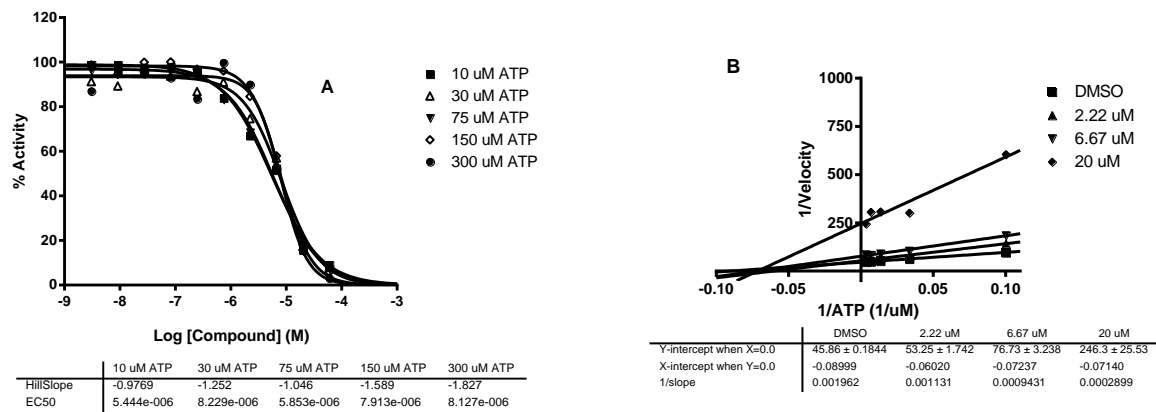 A
% Activity
120
100
80
60
40
20
0
-9 -8 -7 -6 -5 -4 -3
Log [Compound] (M)
10 uM ATP
30 uM ATP
75 uM ATP
150 uM ATP
300 uM ATP
10 uM ATP 30 uM ATP 75 uM ATP 150 uM ATP 300 uM ATP
HillSlope -0.9769 -1.252 -1.046 -1.589 -1.827
EC50 5.444e-006 8.229e-006 5.853e-006 7.913e-006 8.127e-006
B
1/Velocity
1000
750
500
250
-0.10 -0.05 0.05 0.10
1/ATP (1/uM)
DMSO
2.22 uM
6.67 uM
20 uM
DMSO 2.22 uM 6.67 uM 20 uM
Y-intercept when X=0.0 45.86 ± 0.1844 53.25 ± 1.742 76.73 ± 3.238 246.3 ± 25.53
X-intercept when Y=0.0 -0.08999 -0.06020 -0.07237 -0.07140
1/slope 0.001962 0.001131 0.0009431 0.0002899